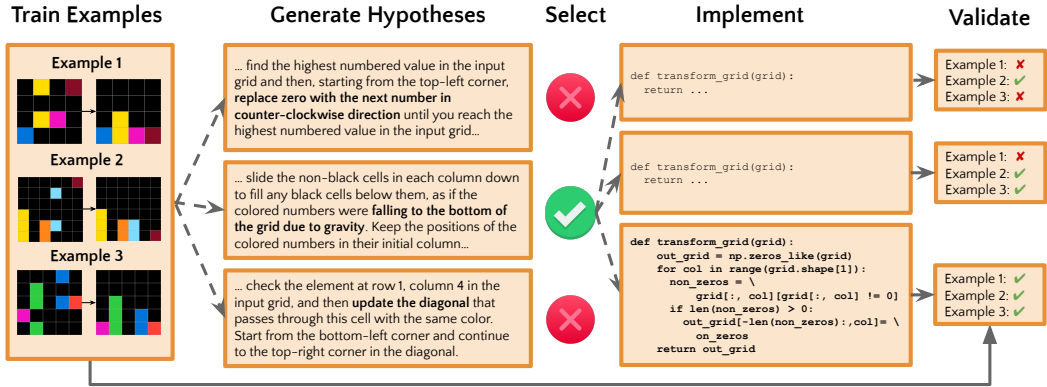 Train Examples
Generate Hypotheses
Select
Implement
Validate
Example 1
Example 2
Example 3
... find the highest numbered value in the input
grid and then, starting from the top-left corner,
replace zero with the next number in
counter-clockwise direction until you reach the
highest numbered value in the input grid...
... slide the non-black cells in each column down
to fill any black cells below them, as if the
colored numbers were falling to the bottom of
the grid due to gravity. Keep the positions of the
colored numbers in their initial column...
... check the element at row 1, column 4 in the
input grid, and then update the diagonal that
passes through this cell with the same color.
Start from the bottom-left corner and continue
to the top-right corner in the diagonal.
def transform_grid(grid):
return ...
def transform_grid(grid):
return ...
def transform_grid(grid):
out_grid = np.zeros_like(grid)
for col in range(grid.shape[1]):
non_zeros = \
grid[:, col][grid[:, col] != 0]
if len(non_zeros) > 0:
out_grid[-len(non_zeros):,col]= \
on_zeros
return out_grid
Example 1: ✘
Example 2: ✔
Example 3: ✘
Example 1: ✘
Example 2: ✔
Example 3: ✔
Example 1: ✔
Example 2: ✔
Example 3: ✔